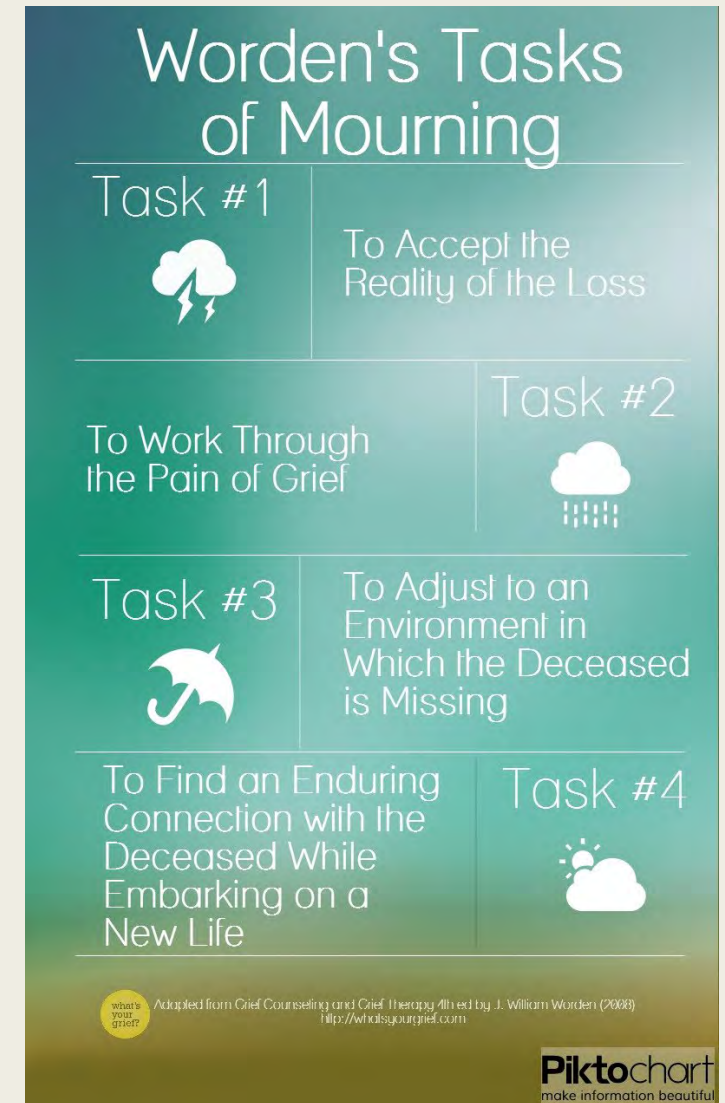 Worden's Tasks
of Mourning
Task #1
To Accept the
Reality of the Loss
Task #2
To Work Through
the Pain of Grief
Task #3
To Adjust to an
Environment in
Which the Deceased
is Missing
Task #4
To Find an Enduring
Connection with the
Deceased While
Embarking on a
New Life
what's
your
grief?
Adapted from Grief Counseling and Grief Therapy 4th ed by J. William Worden (2008)
http://whatsyourgrief.com
Piktochart
make information beautiful